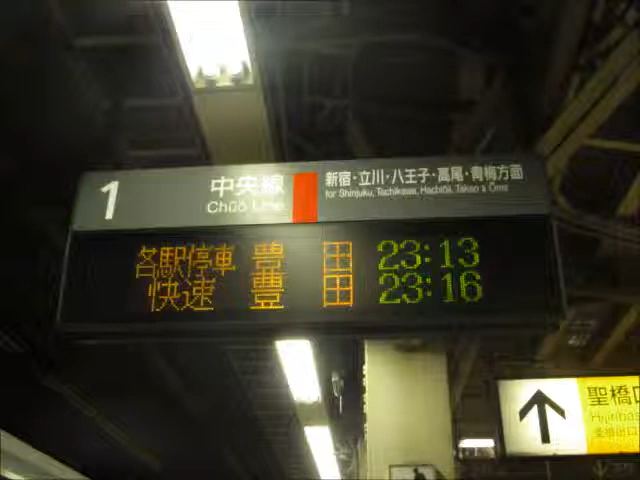 1 中央線 新宿・立川・八王子・高尾・青梅方面
Chūō Line for Shinjuku, Tachikawa, Hachiōji, Takao & Ōme
各駅停車 豊 田 23:13
快速 豊 田 23:16
聖橋口